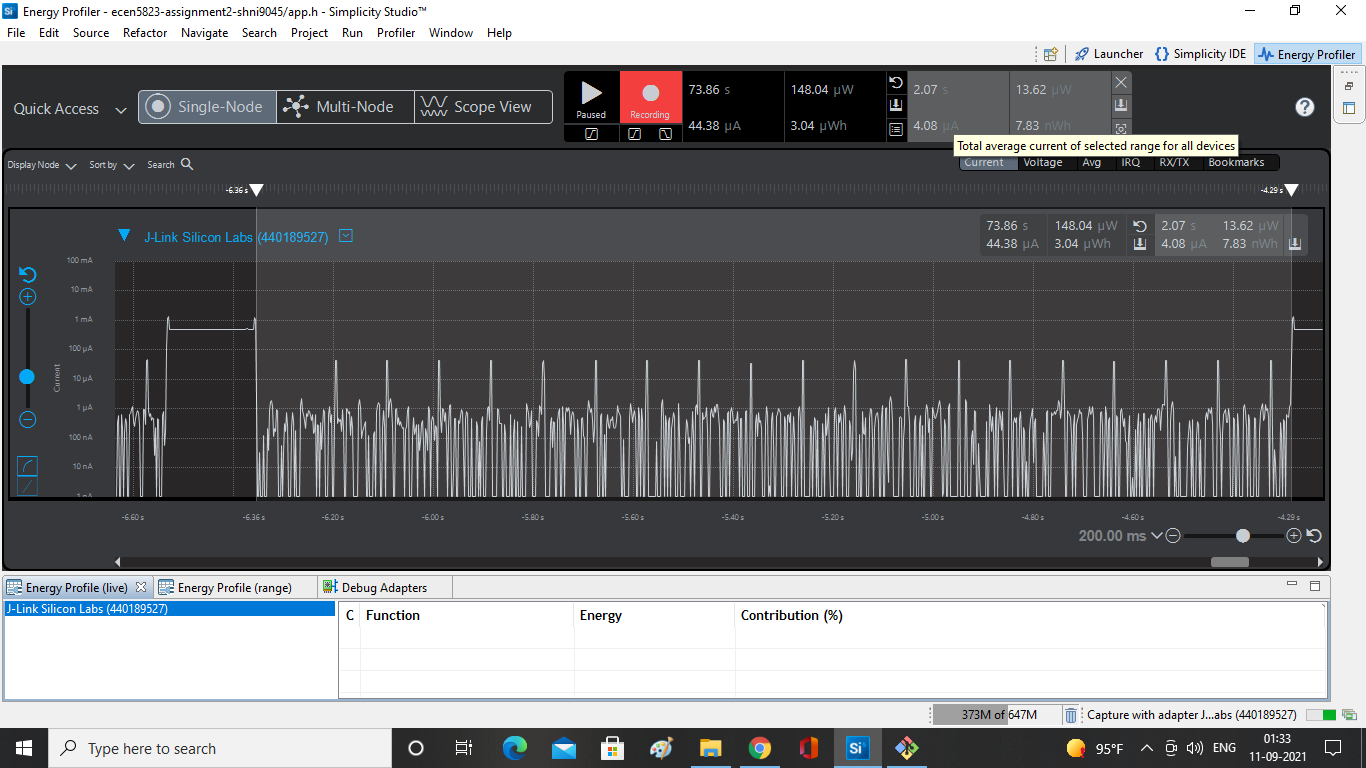 Energy Profiler - ecen5823-assignment2-shni9045/app.h - Simplicity Studio™
File Edit Source Refactor Navigate Search Project Run Profiler Window Help
Launcher Simplicity IDE Energy Profiler
Quick Access Single-Node Multi-Node Scope View
Paused Recording
73.86 s 148.04 µW 2.07 s 13.62 µW
44.38 µA 3.04 µWh 4.08 µA 7.83 nWh
Total average current of selected range for all devices
Display Node Sort by Search
Current Voltage Avg IRQ RX/TX Bookmarks
-6.36 s -4.29 s
J-Link Silicon Labs (440189527)
73.86 s 148.04 µW 2.07 s 13.62 µW
44.38 µA 3.04 µWh 4.08 µA 7.83 nWh
Current
100 mA
10 mA
1 mA
100 µA
10 µA
1 µA
100 nA
10 nA
-6.60 s -6.36 s -6.20 s -6.00 s -5.80 s -5.60 s -5.40 s -5.20 s -5.00 s -4.80 s -4.60 s -4.29 s
200.00 ms
Energy Profile (live) Energy Profile (range) Debug Adapters
J-Link Silicon Labs (440189527)
C Function Energy Contribution (%)
373M of 647M Capture with adapter J...abs (440189527)
Type here to search
Si
95°F ENG
01:33
11-09-2021